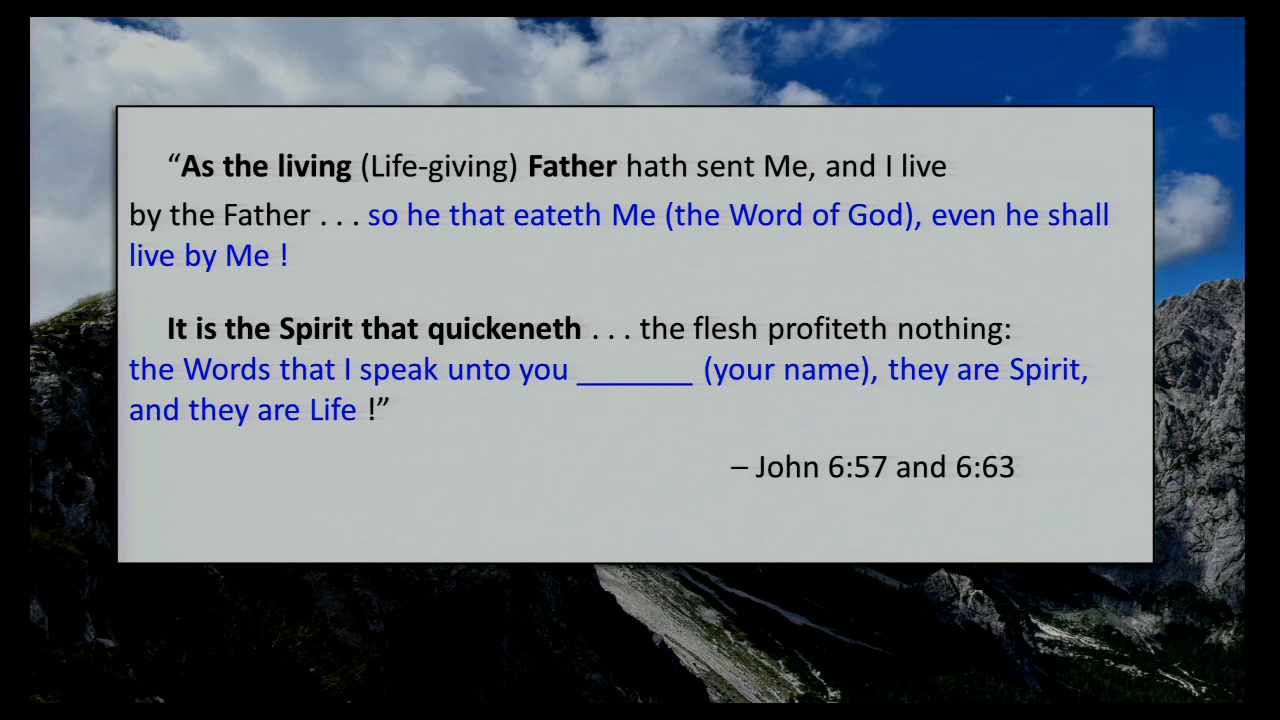 “As the living (Life-giving) Father hath sent Me, and I live
by the Father . . . so he that eateth Me (the Word of God), even he shall
live by Me !
It is the Spirit that quickeneth . . . the flesh profiteth nothing:
the Words that I speak unto you _______ (your name), they are Spirit,
and they are Life !”
– John 6:57 and 6:63